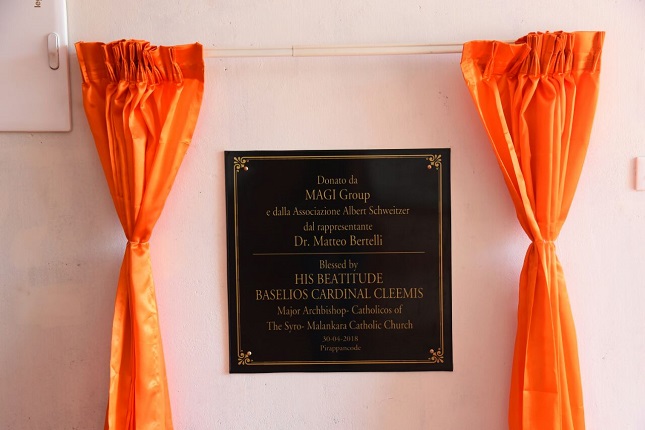 Donato da
MAGI Group
e dalla Associazione Albert Schweitzer
dal rappresentante
Dr. Matteo Bertelli
Blessed by
HIS BEATITUDE
BASELIOS CARDINAL CLEEMIS
Major Archbishop- Catholicos of
The Syro- Malankara Catholic Church
30-04-2018
Pirappancode